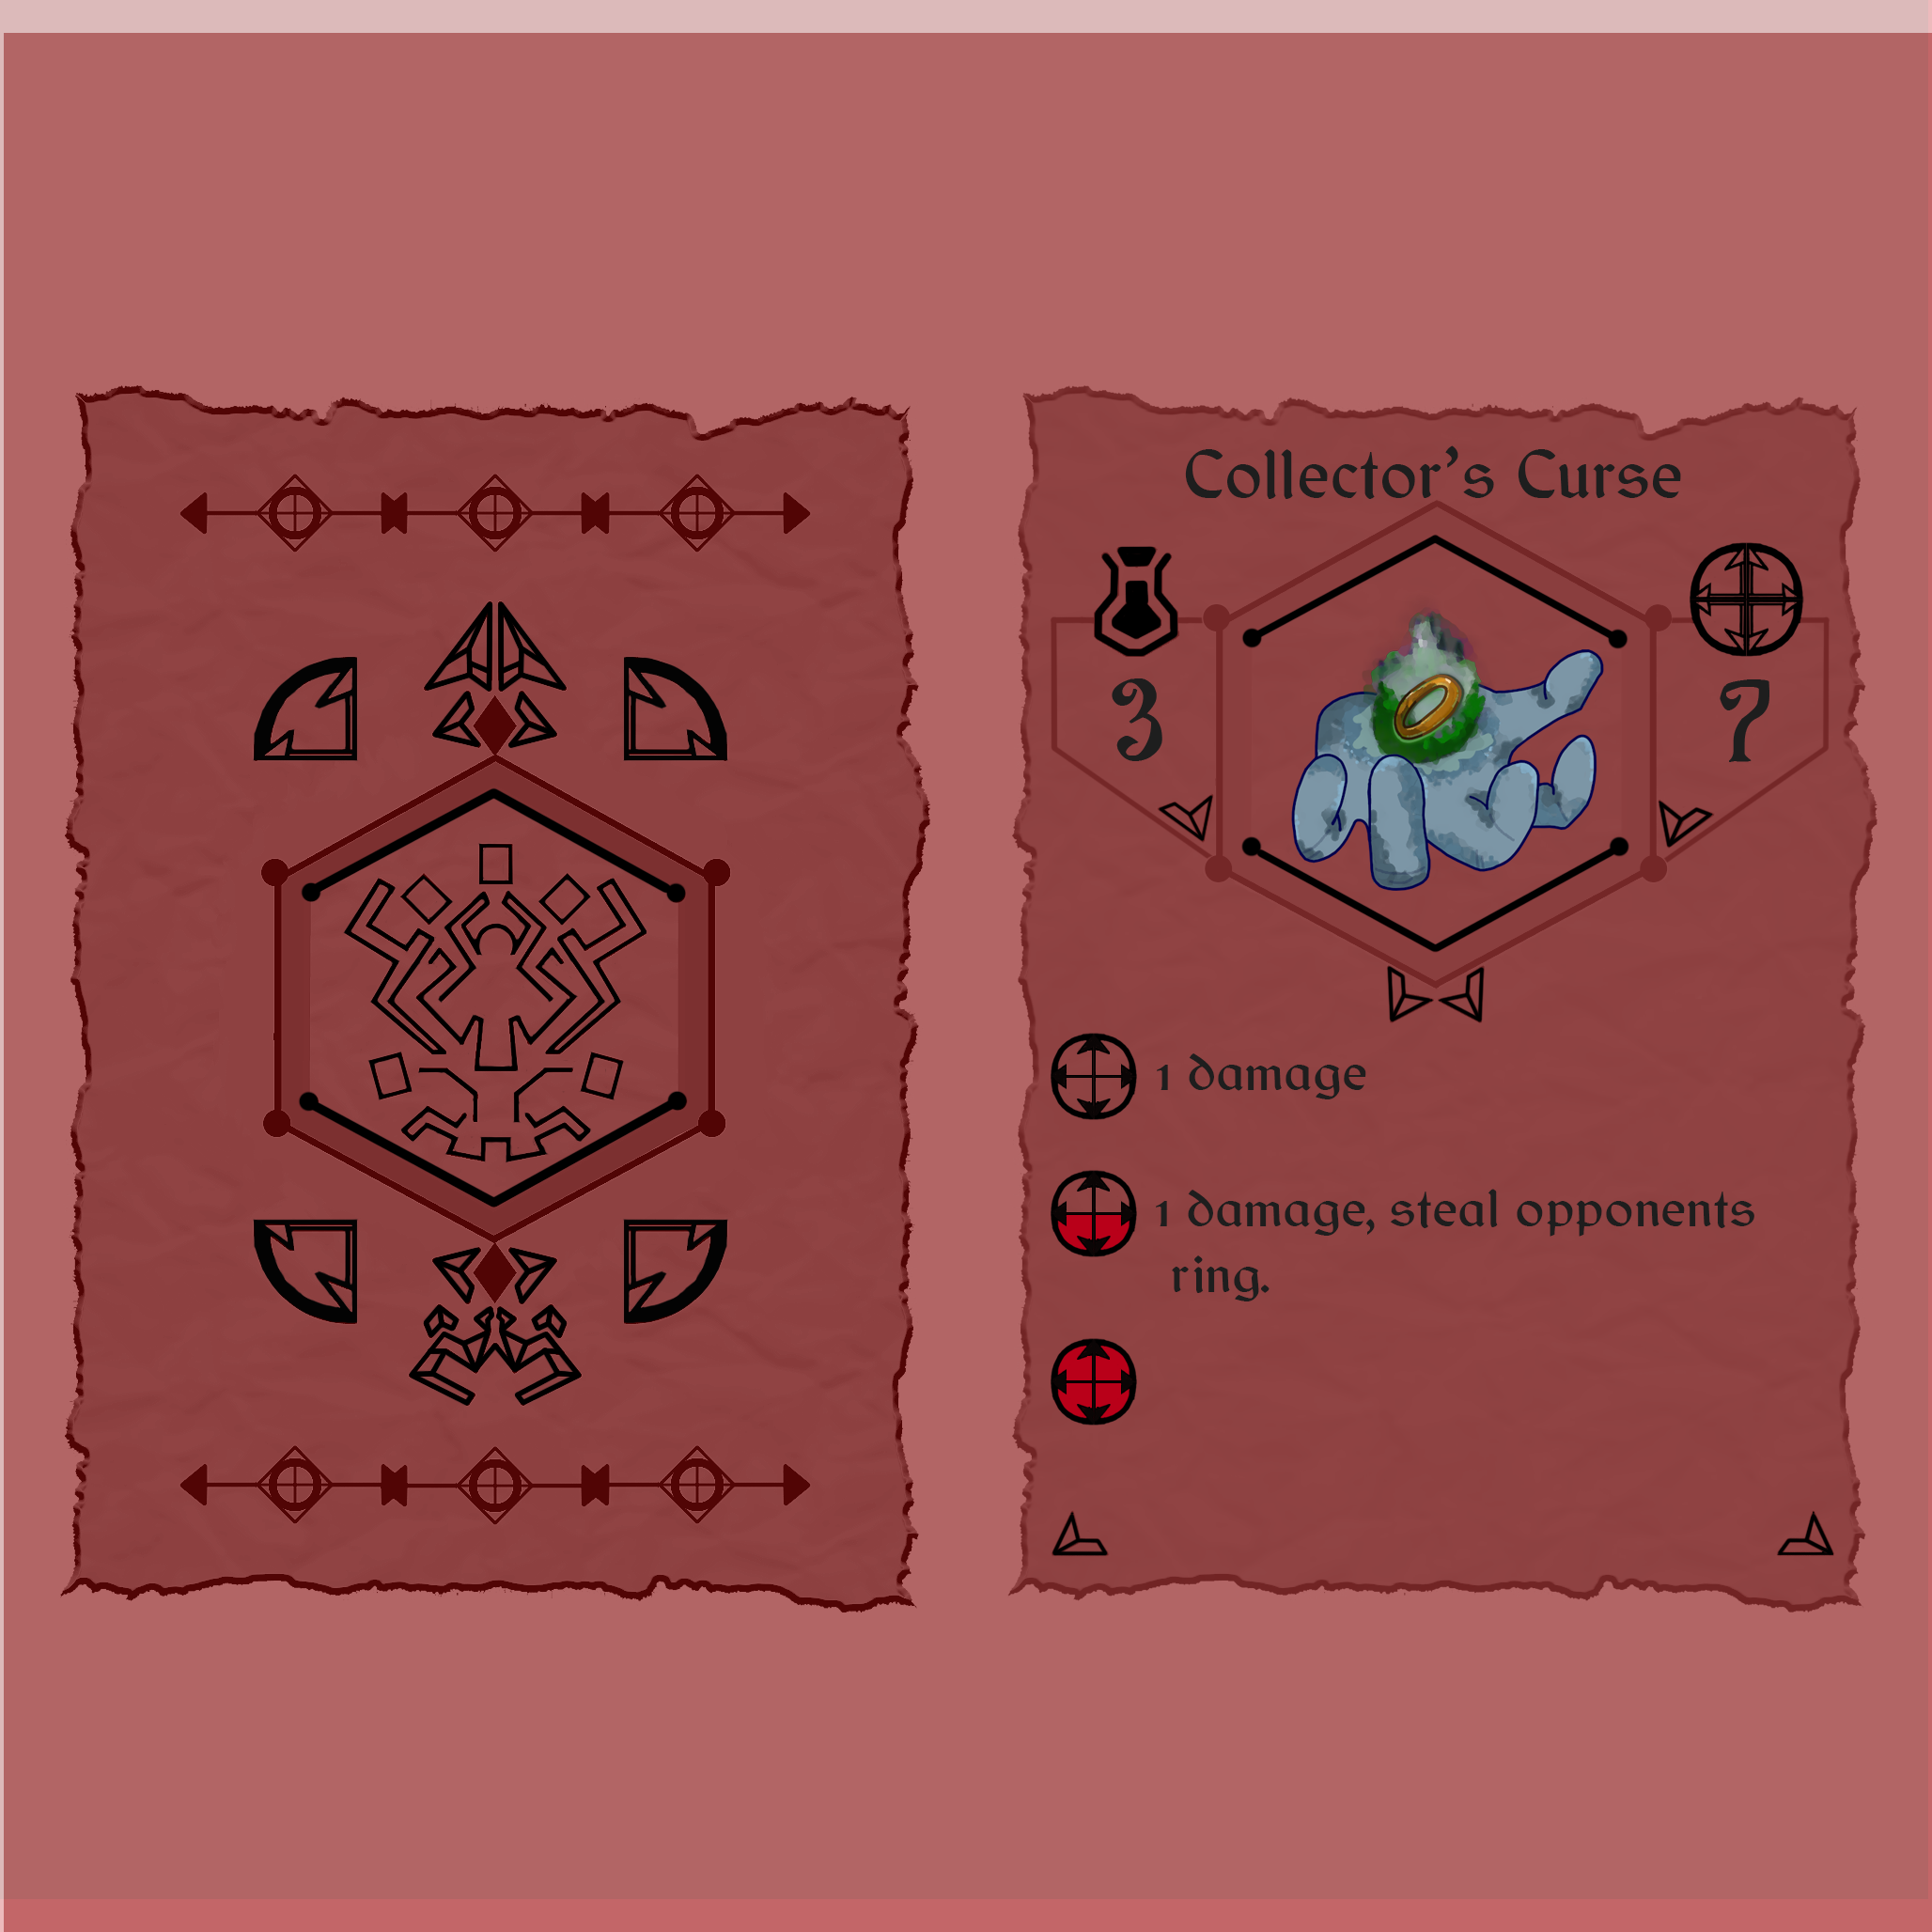 Collector's Curse
3
7
1 damage
1 damage, steal opponents
ring.